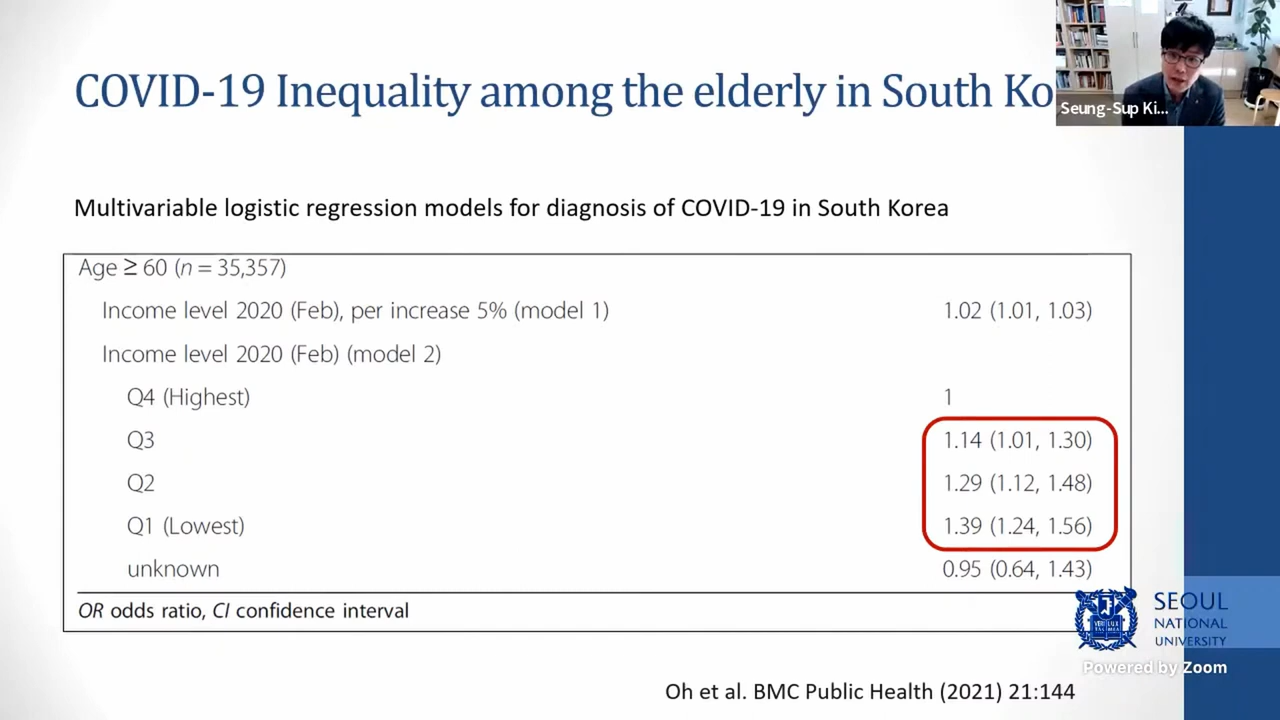 COVID-19 Inequality among the elderly in South Ko
Seung-Sup Ki...
Multivariable logistic regression models for diagnosis of COVID-19 in South Korea
Age ≥ 60 (n = 35,357)
Income level 2020 (Feb), per increase 5% (model 1) 1.02 (1.01, 1.03)
Income level 2020 (Feb) (model 2)
Q4 (Highest) 1
Q3 1.14 (1.01, 1.30)
Q2 1.29 (1.12, 1.48)
Q1 (Lowest) 1.39 (1.24, 1.56)
unknown 0.95 (0.64, 1.43)
OR odds ratio, CI confidence interval
SEOUL
NATIONAL
UNIVERSITY
Powered by Zoom
Oh et al. BMC Public Health (2021) 21:144